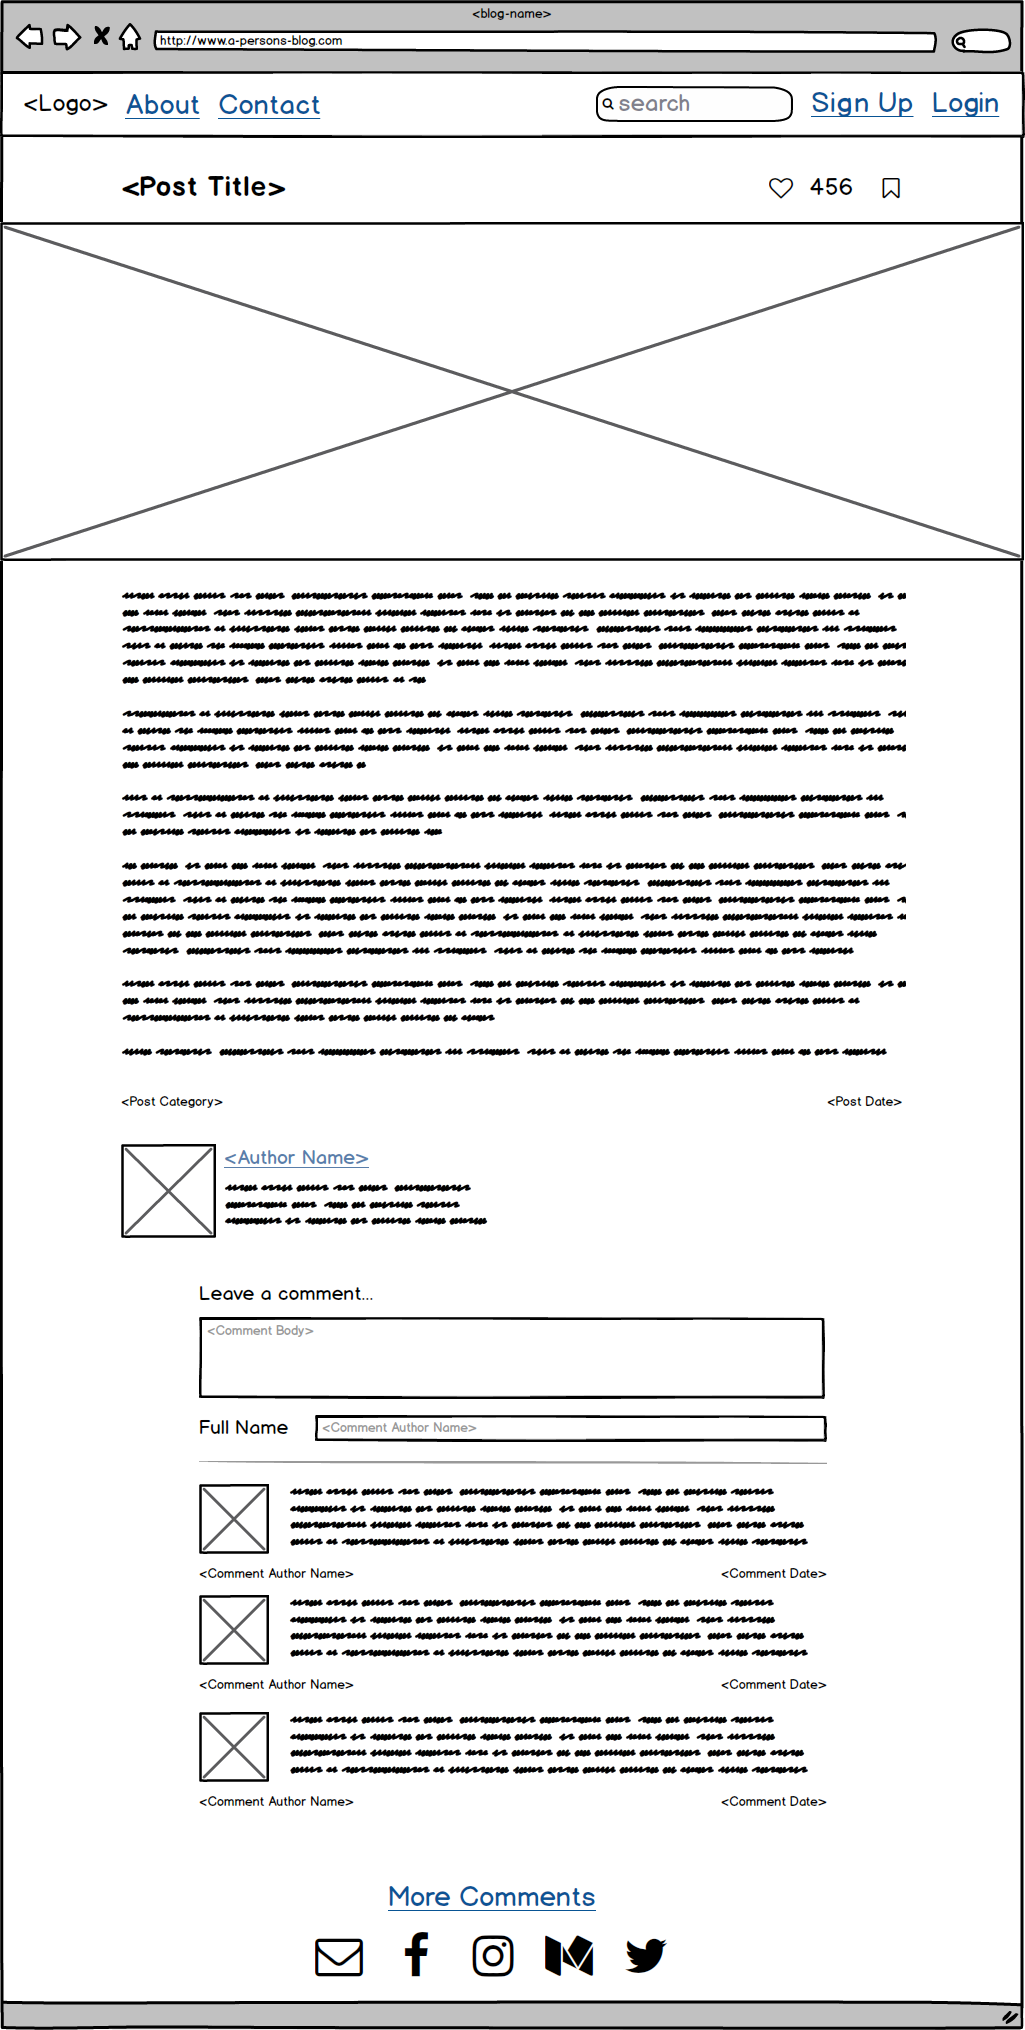 <blog-name>
http://www.a-persons-blog.com
<Logo> About Contact search Sign Up Login
<Post Title> 456
<Post Category> <Post Date>
<Author Name>
Leave a comment...
<Comment Body>
Full Name <Comment Author Name>
<Comment Author Name> <Comment Date>
<Comment Author Name> <Comment Date>
<Comment Author Name> <Comment Date>
More Comments